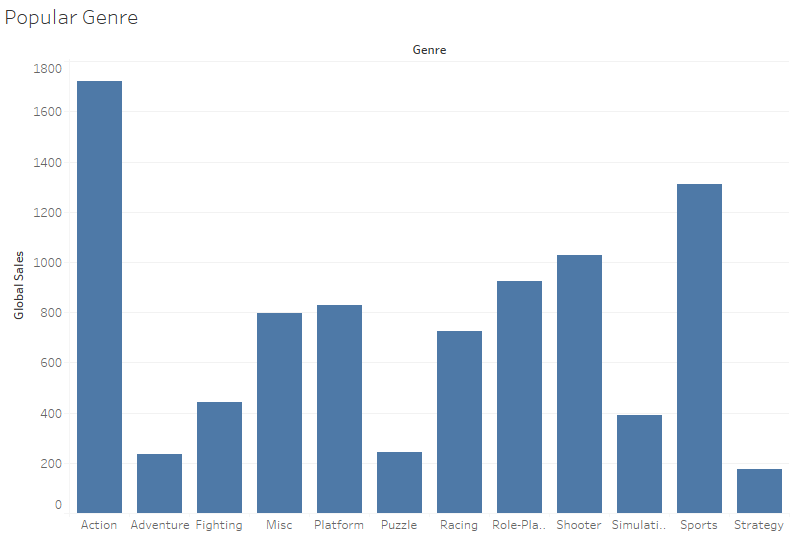 Popular Genre
Genre
Global Sales
1800
1600
1400
1200
1000
800
600
400
200
0
Action Adventure Fighting Misc Platform Puzzle Racing Role-Pla.. Shooter Simulati.. Sports Strategy